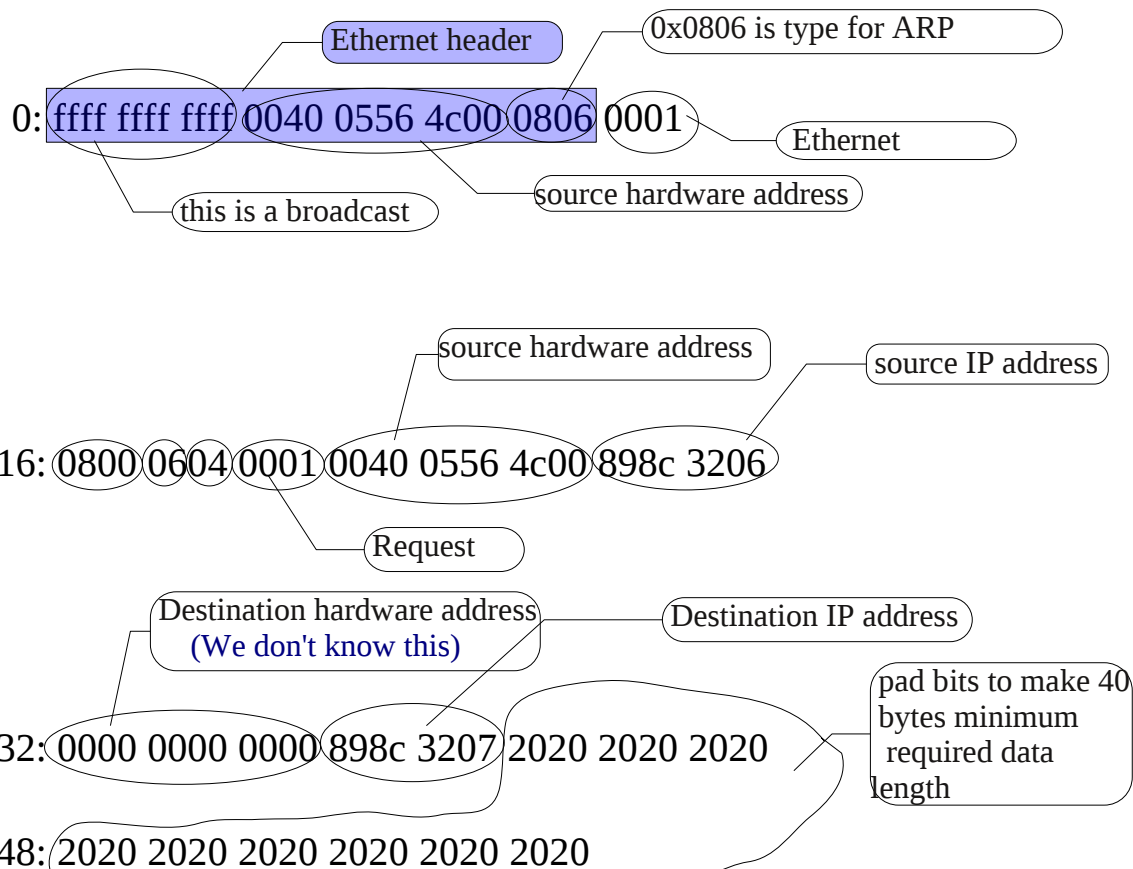 Ethernet header
0x0806 is type for ARP
0: ffff ffff ffff 0040 0556 4c00 0806 0001
Ethernet
source hardware address
this is a broadcast
source hardware address
source IP address
16: 0800 0604 0001 0040 0556 4c00 898c 3206
Request
Destination hardware address
(We don't know this)
Destination IP address
pad bits to make 40
bytes minimum
required data
length
32: 0000 0000 0000 898c 3207 2020 2020 2020
48: 2020 2020 2020 2020 2020 2020